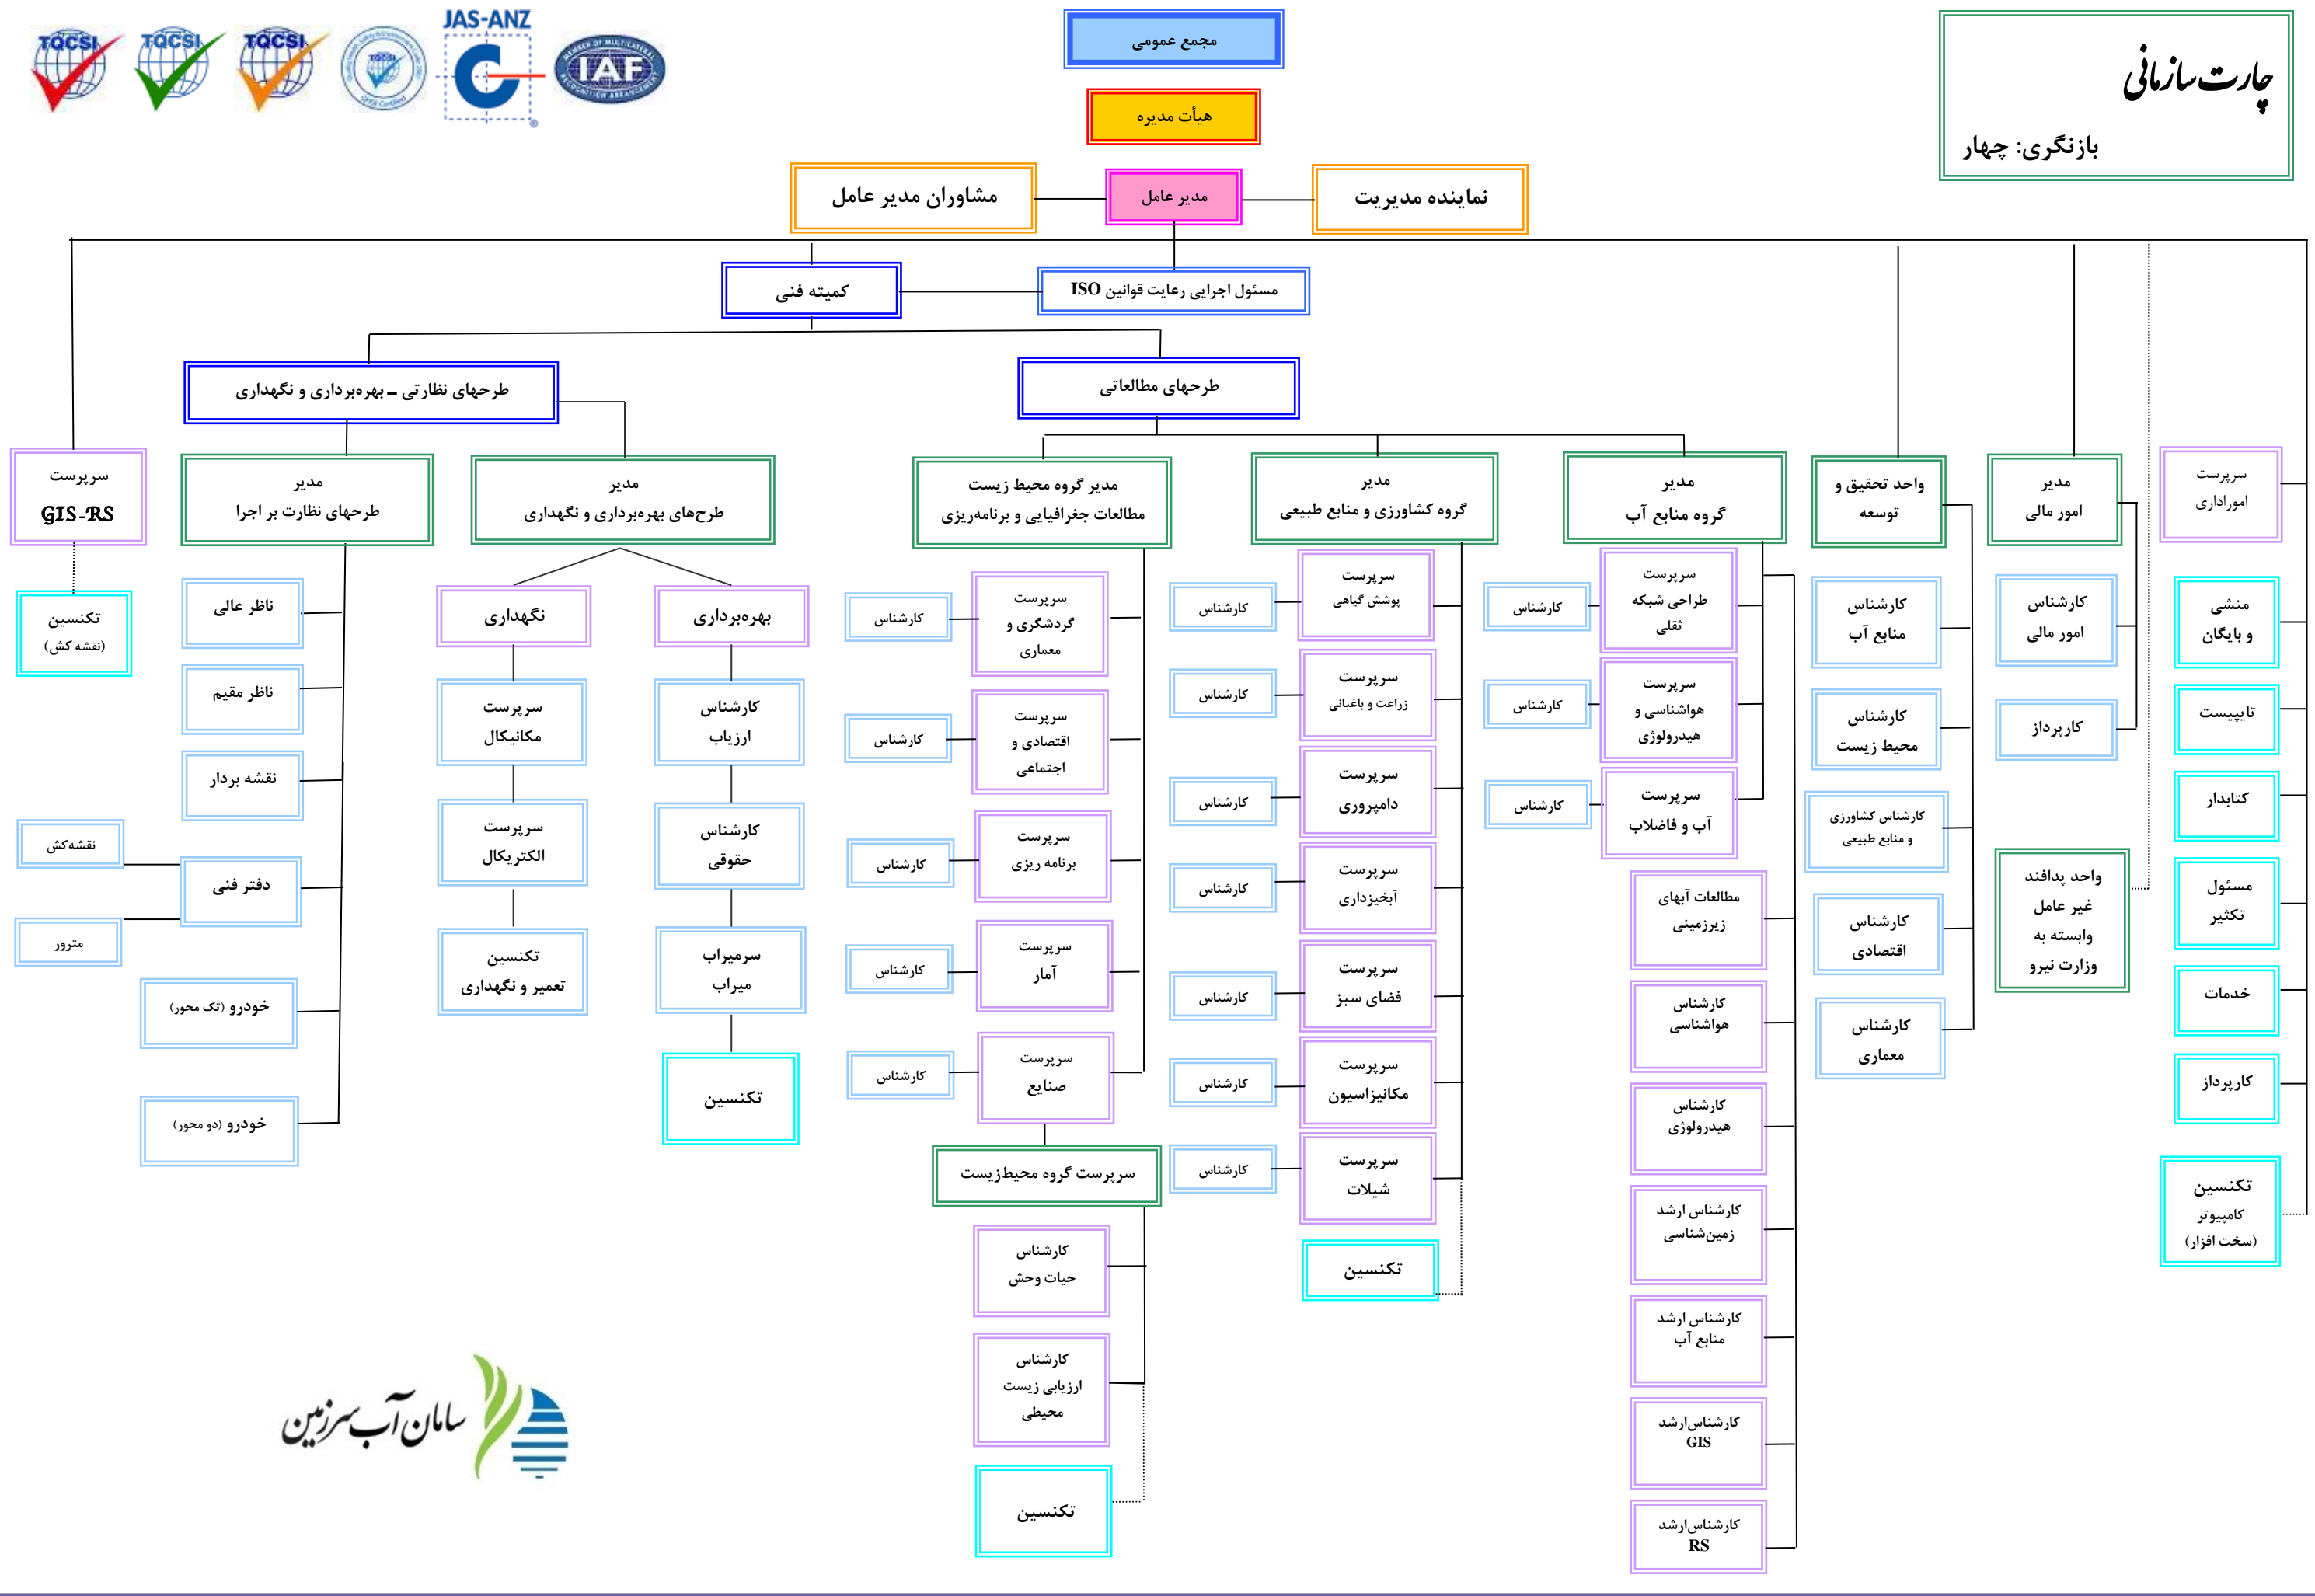 چارت سازمانی
بازنگری: چهار
TQCSI
TQCSI
TQCSI
TQCSI
JAS-ANZ
®
MEMBER OF MULTILATERAL
IAF
RECOGNITION ARRANGEMENT
مجمع عمومی
هیأت مدیره
نماینده مدیریت
مدیر عامل
مشاوران مدیر عامل
مسئول اجرایی رعایت قوانین ISO
کمیته فنی
طرحهای مطالعاتی
طرحهای نظارتی ـ بهره‌برداری و نگهداری
سرپرست
اموراداری
منشی
و بایگان
تایپیست
کتابدار
مسئول
تکثیر
خدمات
کارپرداز
تکنسین
کامپیوتر
(سخت افزار)
مدیر
امور مالی
کارشناس
امور مالی
کارپرداز
واحد پدافند
غیر عامل
وابسته به
وزارت نیرو
واحد تحقیق و
توسعه
کارشناس
منابع آب
کارشناس
محیط زیست
کارشناس کشاورزی
و منابع طبیعی
کارشناس
اقتصادی
کارشناس
معماری
مدیر
گروه منابع آب
سرپرست
طراحی شبکه
ثقلی
کارشناس
سرپرست
هواشناسی و
هیدرولوژی
کارشناس
سرپرست
آب و فاضلاب
کارشناس
مطالعات آبهای
زیرزمینی
کارشناس
هواشناسی
کارشناس
هیدرولوژی
کارشناس ارشد
زمین‌شناسی
کارشناس ارشد
منابع آب
کارشناس‌ارشد
GIS
کارشناس‌ارشد
RS
مدیر
گروه کشاورزی و منابع طبیعی
سرپرست
پوشش گیاهی
کارشناس
سرپرست
زراعت و باغبانی
کارشناس
سرپرست
دامپروری
کارشناس
سرپرست
آبخیزداری
کارشناس
سرپرست
فضای سبز
کارشناس
سرپرست
مکانیزاسیون
کارشناس
سرپرست
شیلات
کارشناس
تکنسین
مدیر گروه محیط زیست
مطالعات جغرافیایی و برنامه‌ریزی
سرپرست
گردشگری و
معماری
کارشناس
سرپرست
اقتصادی و
اجتماعی
کارشناس
سرپرست
برنامه ریزی
کارشناس
سرپرست
آمار
کارشناس
سرپرست
صنایع
کارشناس
سرپرست گروه محیط‌زیست
کارشناس
حیات وحش
کارشناس
ارزیابی زیست
محیطی
تکنسین
مدیر
طرح‌های بهره‌برداری و نگهداری
بهره‌برداری
کارشناس
ارزیاب
کارشناس
حقوقی
سرمیراب
میراب
تکنسین
نگهداری
سرپرست
مکانیکال
سرپرست
الکتریکال
تکنسین
تعمیر و نگهداری
مدیر
طرحهای نظارت بر اجرا
ناظر عالی
ناظر مقیم
نقشه بردار
دفتر فنی
نقشه‌کش
مترور
خودرو (تک محور)
خودرو (دو محور)
سرپرست
GIS-RS
تکنسین
(نقشه کش)
سامان آب سرزمین